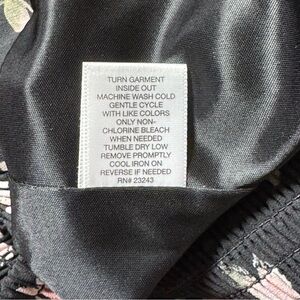 TURN GARMENT
INSIDE OUT
MACHINE WASH COLD
GENTLE CYCLE
WITH LIKE COLORS
ONLY NON-
CHLORINE BLEACH
WHEN NEEDED
TUMBLE DRY LOW
REMOVE PROMPTLY
COOL IRON ON
REVERSE IF NEEDED
RN# 23243